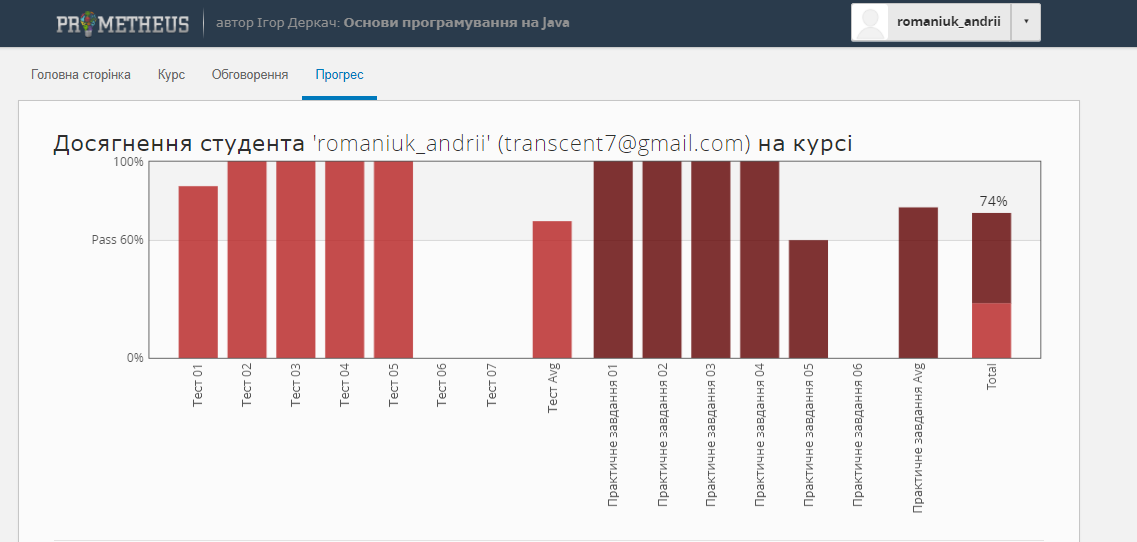 PROMETHEUS автор Ігор Деркач: Основи програмування на Java romaniuk_andrii
Головна сторінка Курс Обговорення Прогрес
Досягнення студента 'romaniuk_andrii' (transcent7@gmail.com) на курсі
100%
74%
Pass 60%
0%
Тест 01
Тест 02
Тест 03
Тест 04
Тест 05
Тест 06
Тест 07
Тест Avg
Практичне завдання 01
Практичне завдання 02
Практичне завдання 03
Практичне завдання 04
Практичне завдання 05
Практичне завдання 06
Практичне завдання Avg
Total